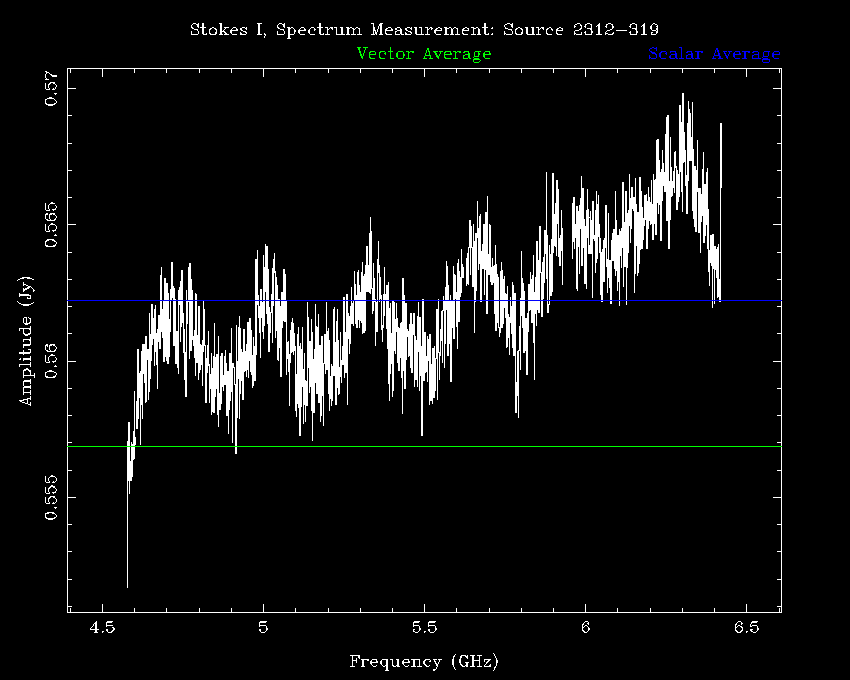 Stokes I, Spectrum Measurement: Source 2312-319
Vector Average
Scalar Average
0.57
0.565
0.56
0.555
Amplitude (Jy)
4.5 5 5.5 6 6.5
Frequency (GHz)